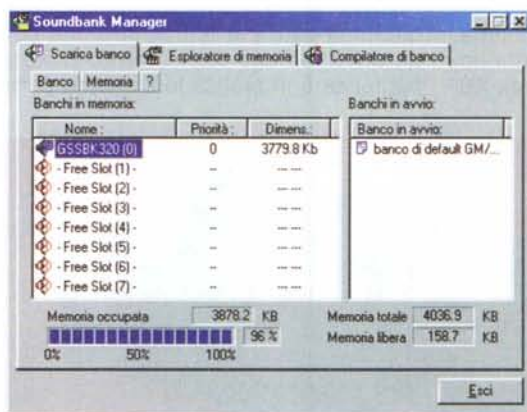 Soundbank Manager
Scarica banco Esploratore di memoria Compilatore di banco
Banco Memoria ?
Banchi in memoria: Banchi in avvio:
Nome : Priorità : Dimens.: Banco in avvio:
GSSBK320 (0) 0 3779.8 Kb banco di default GM/...
- Free Slot (1) - -- --- ---
- Free Slot (2) - -- --- ---
- Free Slot (3) - -- --- ---
- Free Slot (4) - -- --- ---
- Free Slot (5) - -- --- ---
- Free Slot (6) - -- --- ---
- Free Slot (7) - -- --- ---
Memoria occupata 3878.2 KB Memoria totale 4036.9 KB
96 % Memoria libera 158.7 KB
0% 50% 100%
Esci